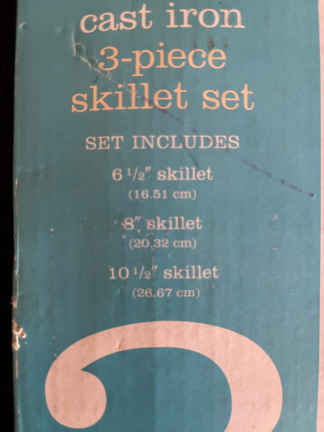 cast iron
3-piece
skillet set
SET INCLUDES
6 1/2" skillet
(16.51 cm)
8" skillet
(20.32 cm)
10 1/2" skillet
(26.67 cm)